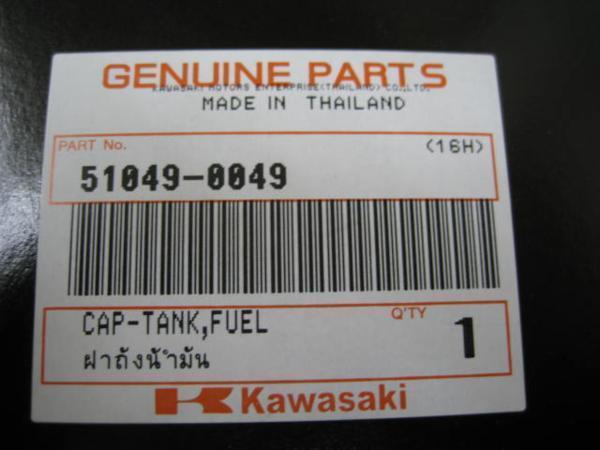 GENUINE PARTS
KAWASAKI MOTORS ENTERPRISE(THAILAND) CO.,LTD.
MADE IN THAILAND
PART No. (16H)
51049-0049
CAP-TANK,FUEL
Q'TY 1
ฝาถังน้ำมัน
Kawasaki